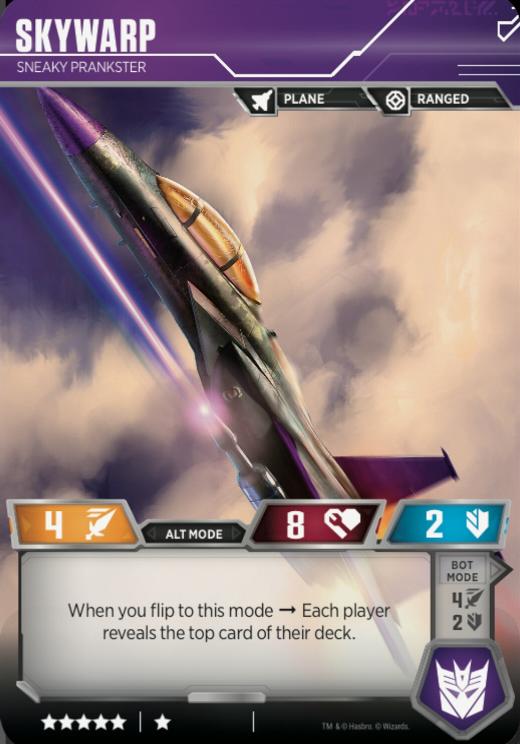 SKYWARP
SNEAKY PRANKSTER
PLANE
RANGED
4
ALT MODE
8
2
When you flip to this mode → Each player
reveals the top card of their deck.
BOT
MODE
4
2
TM & © Hasbro. © Wizards.